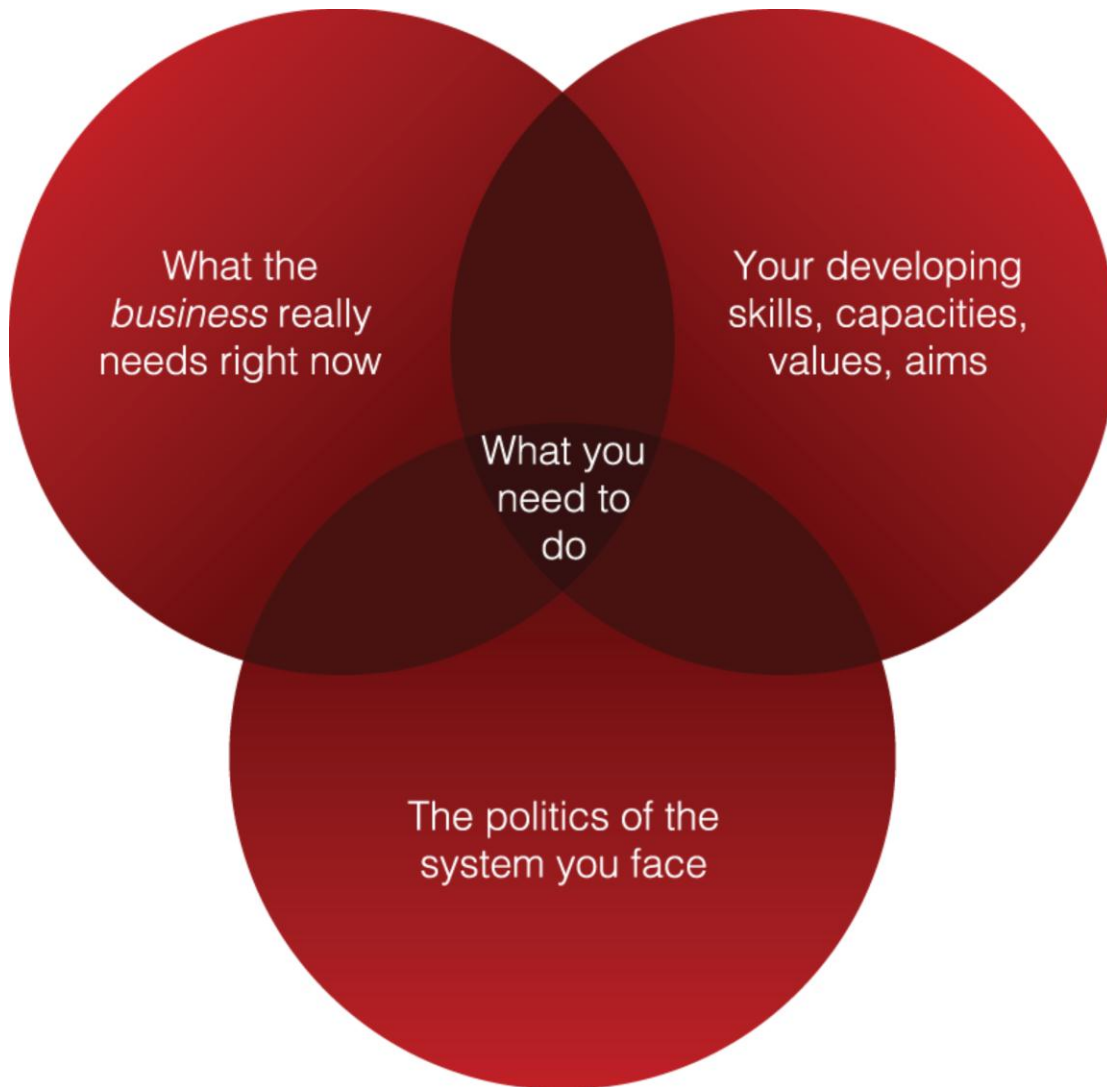 What the
business really
needs right now
Your developing
skills, capacities,
values, aims
What you
need to
do
The politics of the
system you face